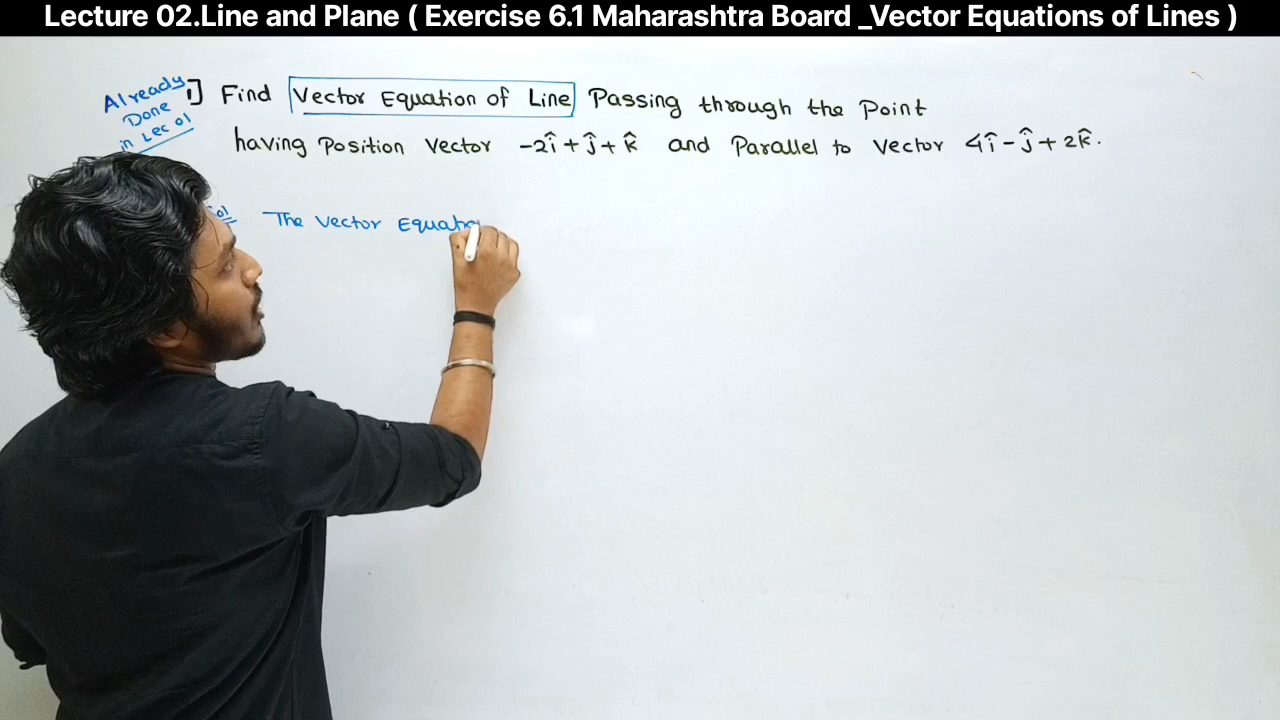 Lecture 02.Line and Plane ( Exercise 6.1 Maharashtra Board _Vector Equations of Lines )
Already
Done
in Lec 01
1] Find Vector Equation of Line Passing through the Point
having Position Vector -2î + ĵ + k̂ and Parallel to Vector 4î - ĵ + 2k̂.
The Vector Equatio